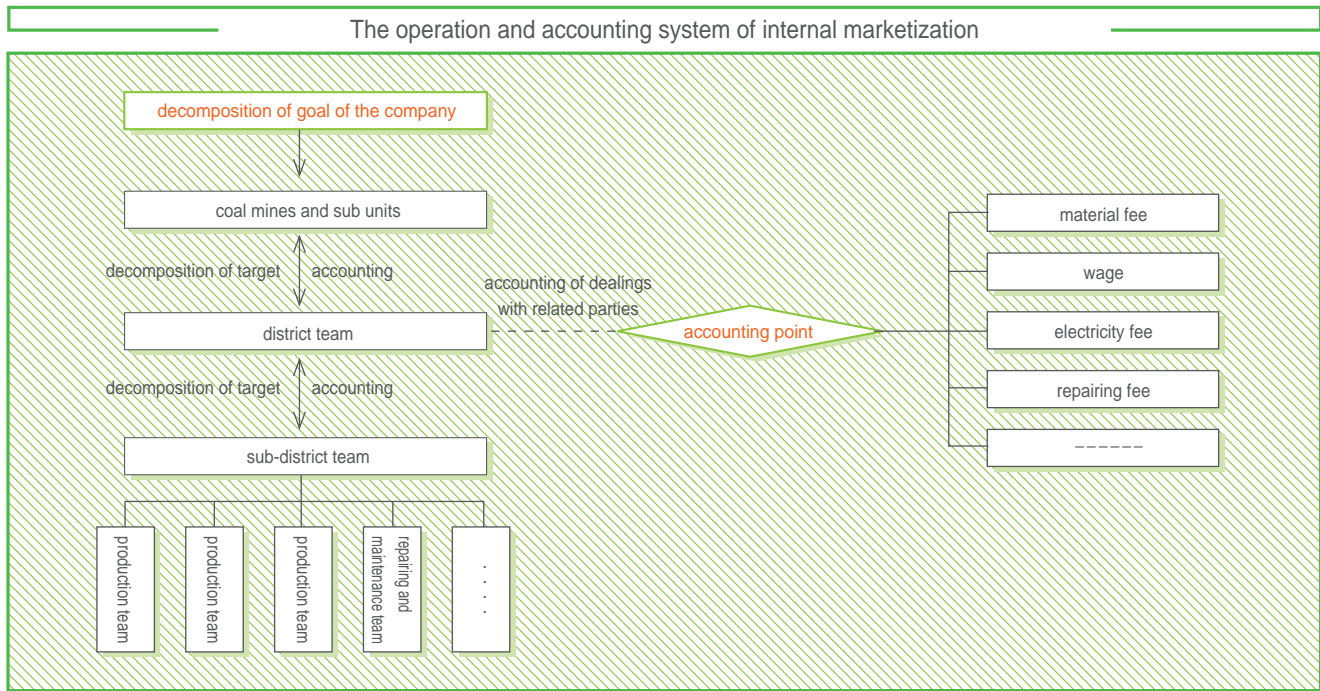 The operation and accounting system of internal marketization
decomposition of goal of the company
coal mines and sub units
decomposition of target
accounting
district team
accounting of dealings
with related parties
accounting point
decomposition of target
accounting
sub-district team
production team
production team
production team
repairing and
maintenance team
. . . .
material fee
wage
electricity fee
repairing fee
––––––